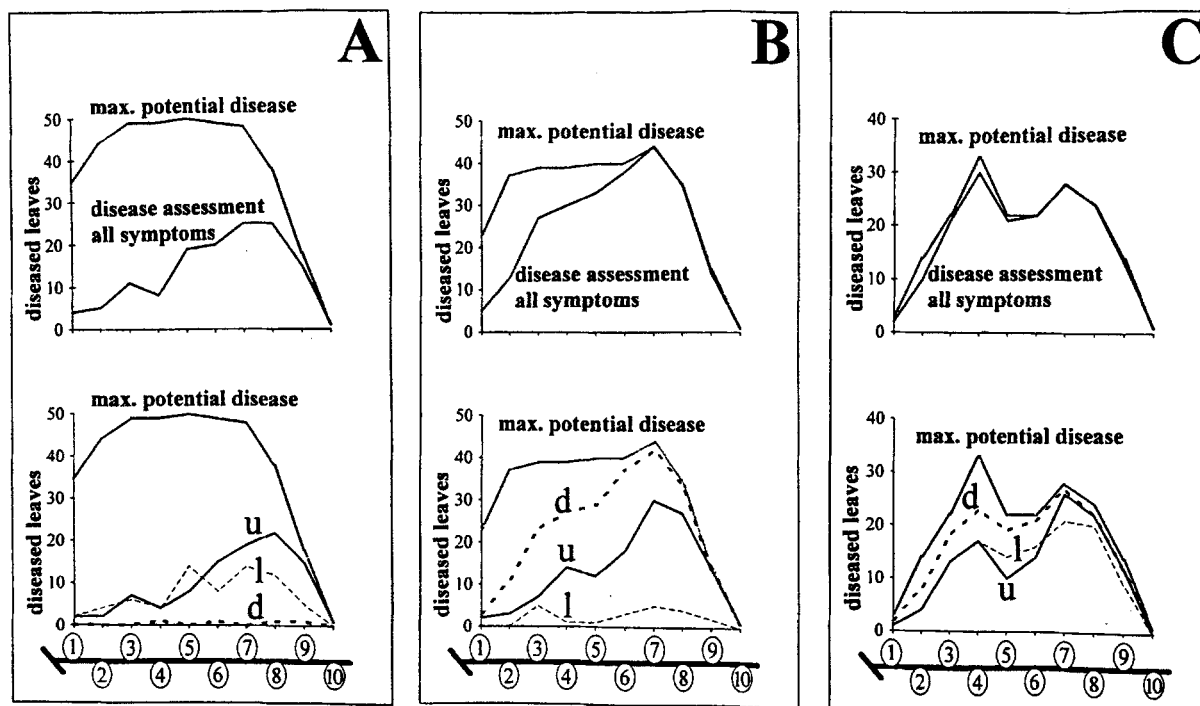 A
max. potential disease
50
40
30
20
10
0
diseased leaves
disease assessment
all symptoms
max. potential disease
50
40
30
20
10
0
diseased leaves
u
l
d
1 2 3 4 5 6 7 8 9 10
B
50
40
30
20
10
0
diseased leaves
max. potential disease
disease assessment
all symptoms
max. potential disease
50
40
30
20
10
0
diseased leaves
d
u
l
1 2 3 4 5 6 7 8 9 10
C
40
30
20
10
0
diseased leaves
max. potential disease
disease assessment
all symptoms
40
30
20
10
0
diseased leaves
max. potential disease
d
l
u
1 2 3 4 5 6 7 8 9 10